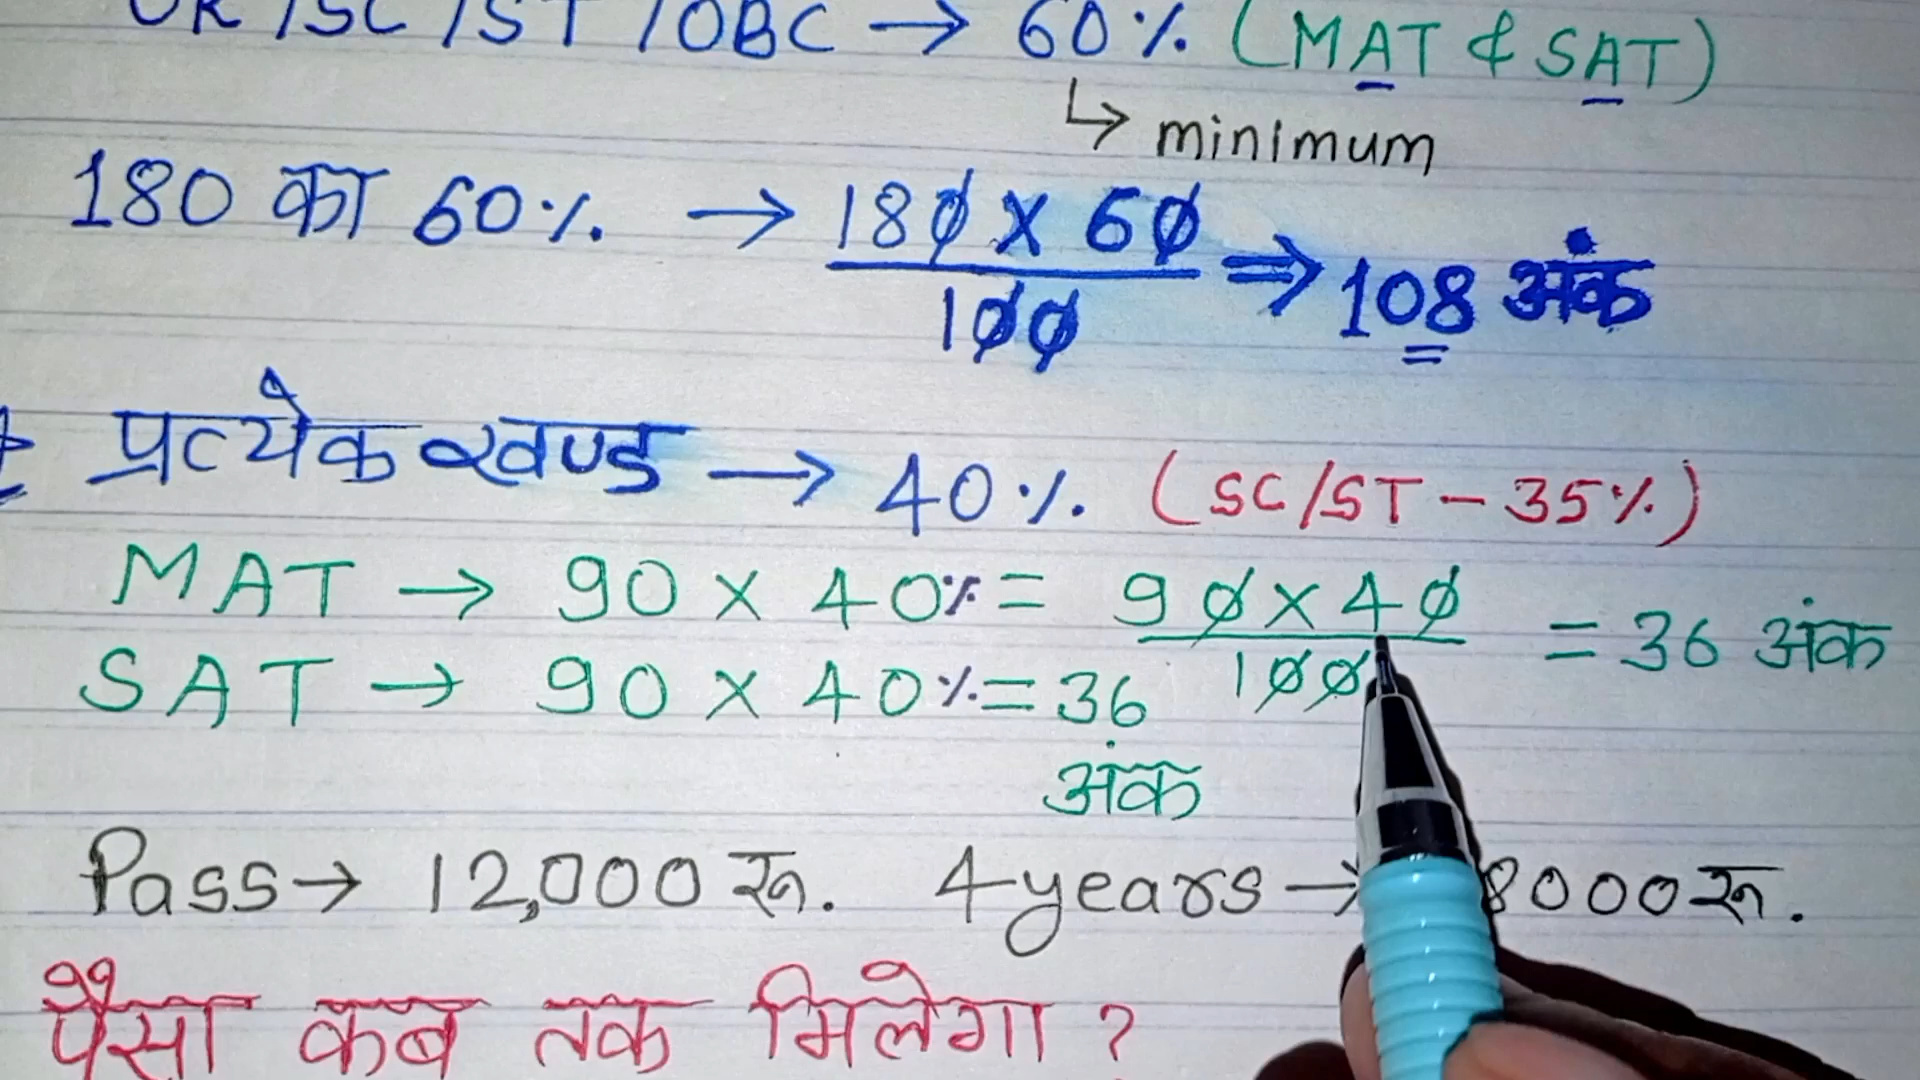 UR/SC/ST/OBC → 60% (MAT & SAT)
↳ minimum
180 का 60% → 180 x 60 / 100 ⇒ 108 अंक
प्रत्येक खण्ड → 40% (SC/ST - 35%)
MAT → 90 x 40% = 90 x 40 / 100 = 36 अंक
SAT → 90 x 40% = 36
अंक
Pass → 12,000 रू. 4 years → 8000 रू.
पैसा कब तक मिलेगा ?